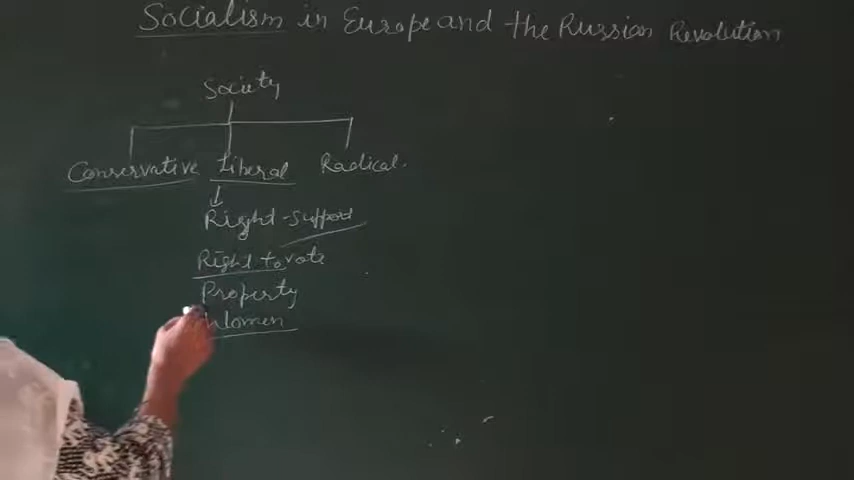 Socialism in Europe and the Russian Revolution
Society
Conservative Liberal Radical.
Right - Support
Right to vote
Property
Women